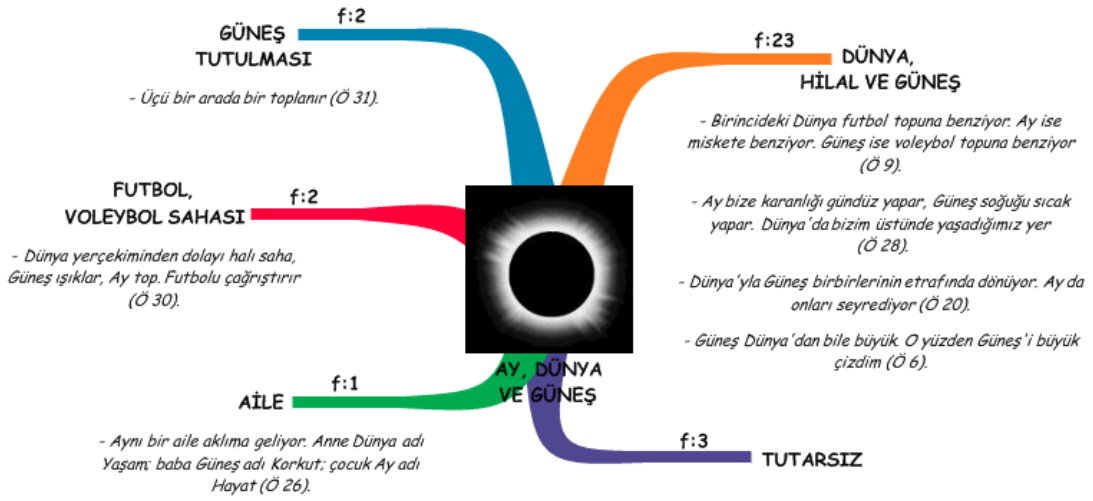 f:2
GÜNEŞ
TUTULMASI
- Üçü bir arada bir toplanır (Ö 31).
f:2
FUTBOL,
VOLEYBOL SAHASI
- Dünya yerçekiminden dolayı halı saha,
Güneş ışıklar, Ay top. Futbolu çağrıştırır
(Ö 30).
f:1
AİLE
- Aynı bir aile aklıma geliyor. Anne Dünya adı
Yaşam; baba Güneş adı Korkut; çocuk Ay adı
Hayat (Ö 26).
AY, DÜNYA
VE GÜNEŞ
f:23
DÜNYA,
HİLAL VE GÜNEŞ
- Birincideki Dünya futbol topuna benziyor. Ay ise
miskete benziyor. Güneş ise voleybol topuna benziyor
(Ö 9).
- Ay bize karanlığı gündüz yapar, Güneş soğuğu sıcak
yapar. Dünya'da bizim üstünde yaşadığımız yer
(Ö 28).
- Dünya'yla Güneş birbirlerinin etrafında dönüyor. Ay da
onları seyrediyor (Ö 20).
- Güneş Dünya'dan bile büyük. O yüzden Güneş'i büyük
çizdim (Ö 6).
f:3
TUTARSIZ